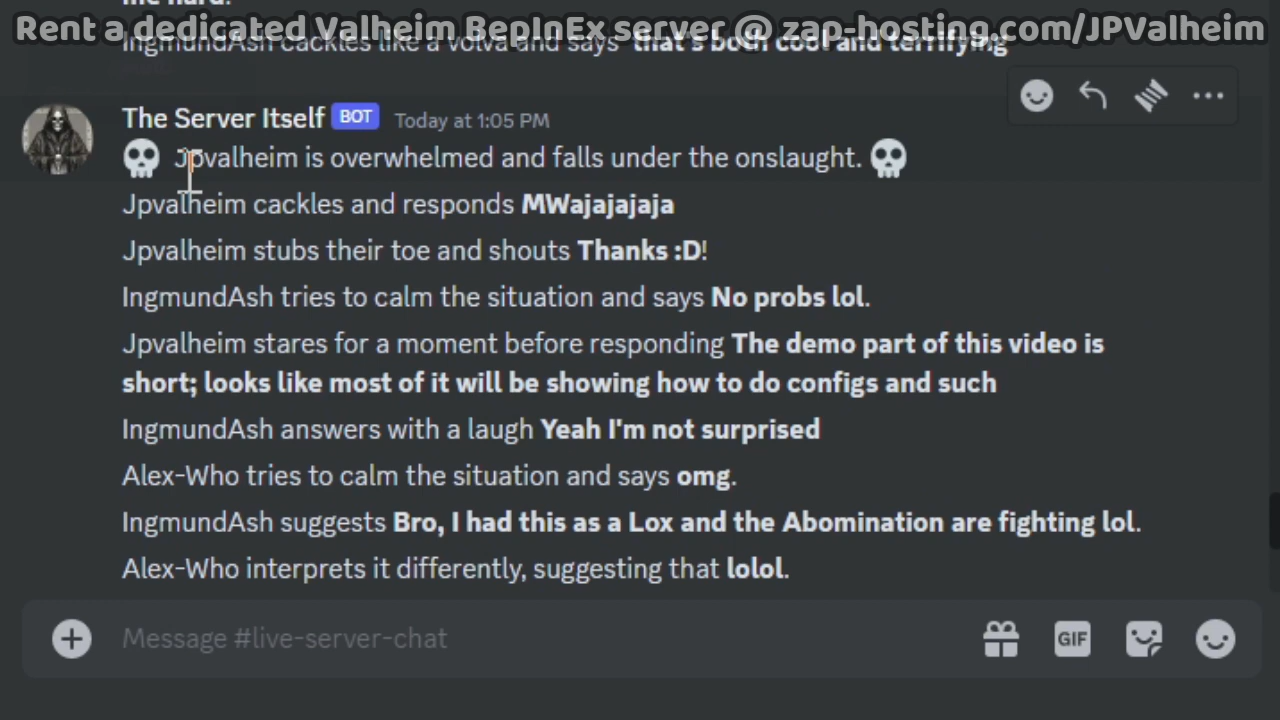 me hard!
Rent a dedicated Valheim BepInEx server @ zap-hosting.com/JPValheim
IngmundAsh cackles like a volva and says that's both cool and terrifying
The Server Itself BOT Today at 1:05 PM
💀 Jpvalheim is overwhelmed and falls under the onslaught. 💀
Jpvalheim cackles and responds MWajajajaja
Jpvalheim stubs their toe and shouts Thanks :D!
IngmundAsh tries to calm the situation and says No probs lol.
Jpvalheim stares for a moment before responding The demo part of this video is
short; looks like most of it will be showing how to do configs and such
IngmundAsh answers with a laugh Yeah I'm not surprised
Alex-Who tries to calm the situation and says omg.
IngmundAsh suggests Bro, I had this as a Lox and the Abomination are fighting lol.
Alex-Who interprets it differently, suggesting that lolol.
Message #live-server-chat
GIF